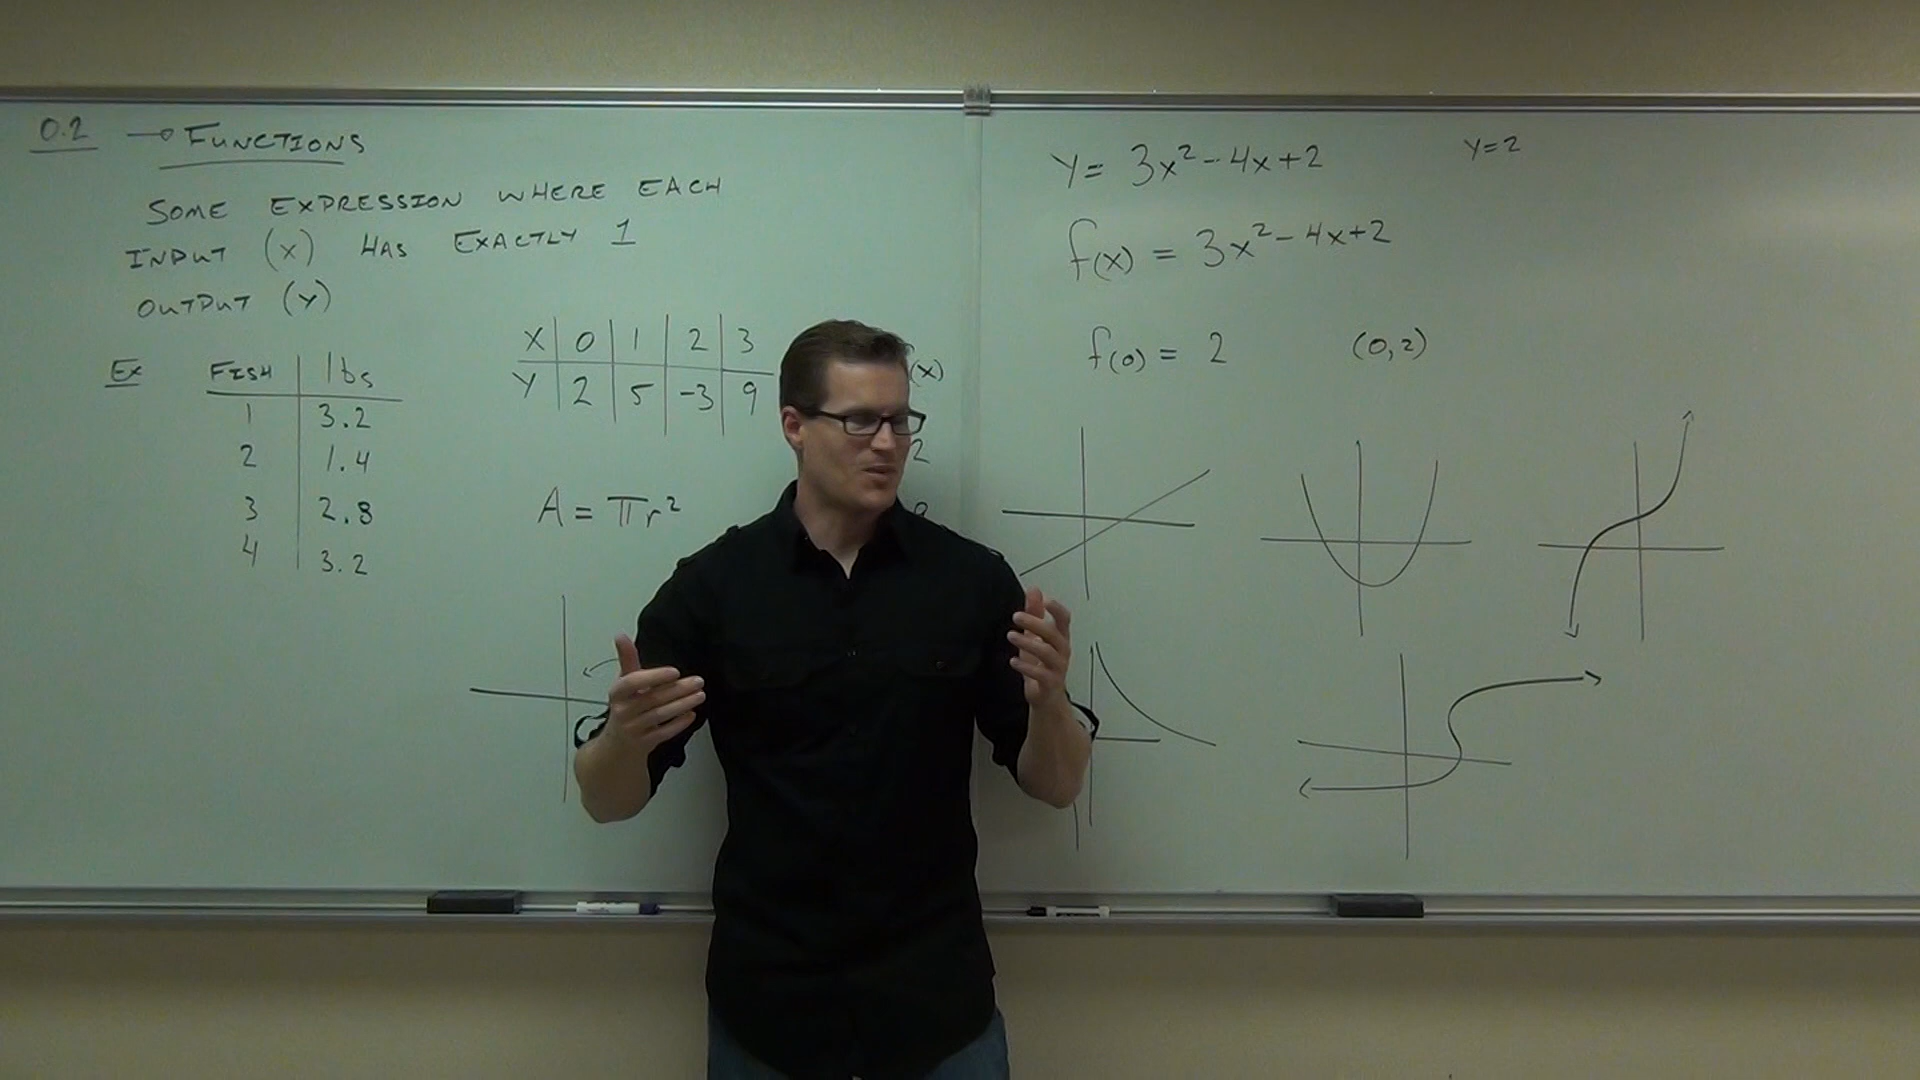 0.2 → FUNCTIONS
SOME EXPRESSION WHERE EACH
INPUT (X) HAS EXACTLY 1
OUTPUT (Y)
Ex FISH lbs
1 3.2
2 1.4
3 2.8
4 3.2
X 0 1 2 3
Y 2 5 -3 9
A = πr²
(x)
2
Y = 3x² - 4x + 2
Y = 2
f(x) = 3x² - 4x + 2
f(0) = 2
(0,2)